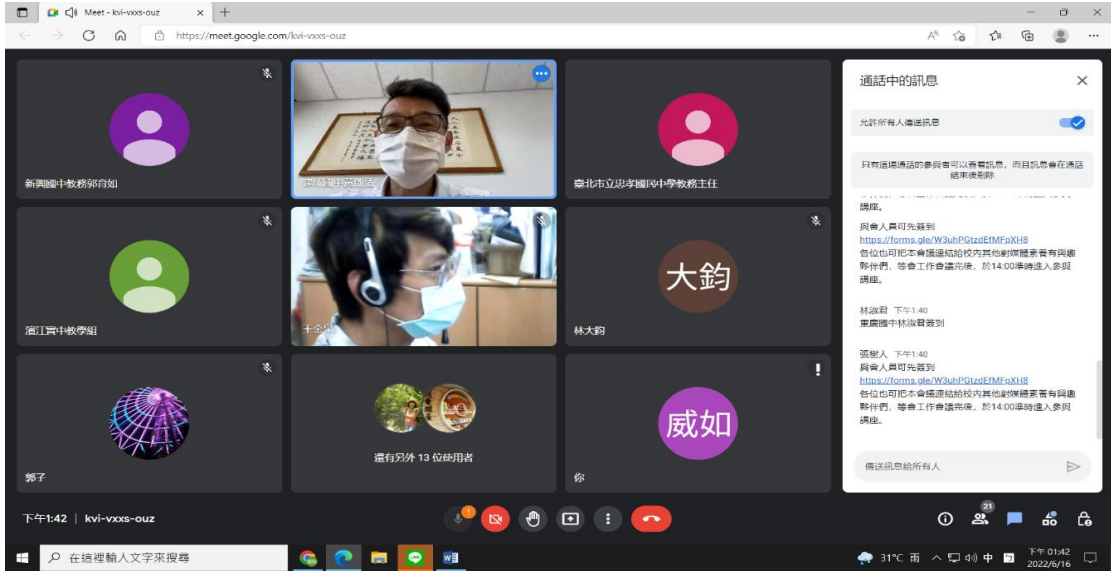 Meet - kvi-vxxs-ouz
https://meet.google.com/kvi-vxxs-ouz
新興國中教務郭育如
臺北市立忠孝國民中學教務主任
濱江實中教學組
大鈞
林大鈞
郭子
還有另外 13 位使用者
威如
你
通話中的訊息
允許所有人傳送訊息
只有這場通話的參與者可以查看訊息，而且訊息會在通話
結束後刪除
講座。
與會人員可先簽到
https://forms.gle/W3uhPGtzdEfMFpXH8
各位也可把本會議連結給校內其他對媒體素養有興趣
夥伴們，等會工作會議完後，於14:00準時進入參與
講座。
林淑君 下午1:40
重慶國中林淑君簽到
張樹人 下午1:40
與會人員可先簽到
https://forms.gle/W3uhPGtzdEfMFpXH8
各位也可把本會議連結給校內其他對媒體素養有興趣
夥伴們，等會工作會議完後，於14:00準時進入參與
講座。
傳送訊息給所有人
下午1:42 | kvi-vxxs-ouz
21
在這裡輸入文字來搜尋
31°C 雨
中
下午 01:42
2022/6/16